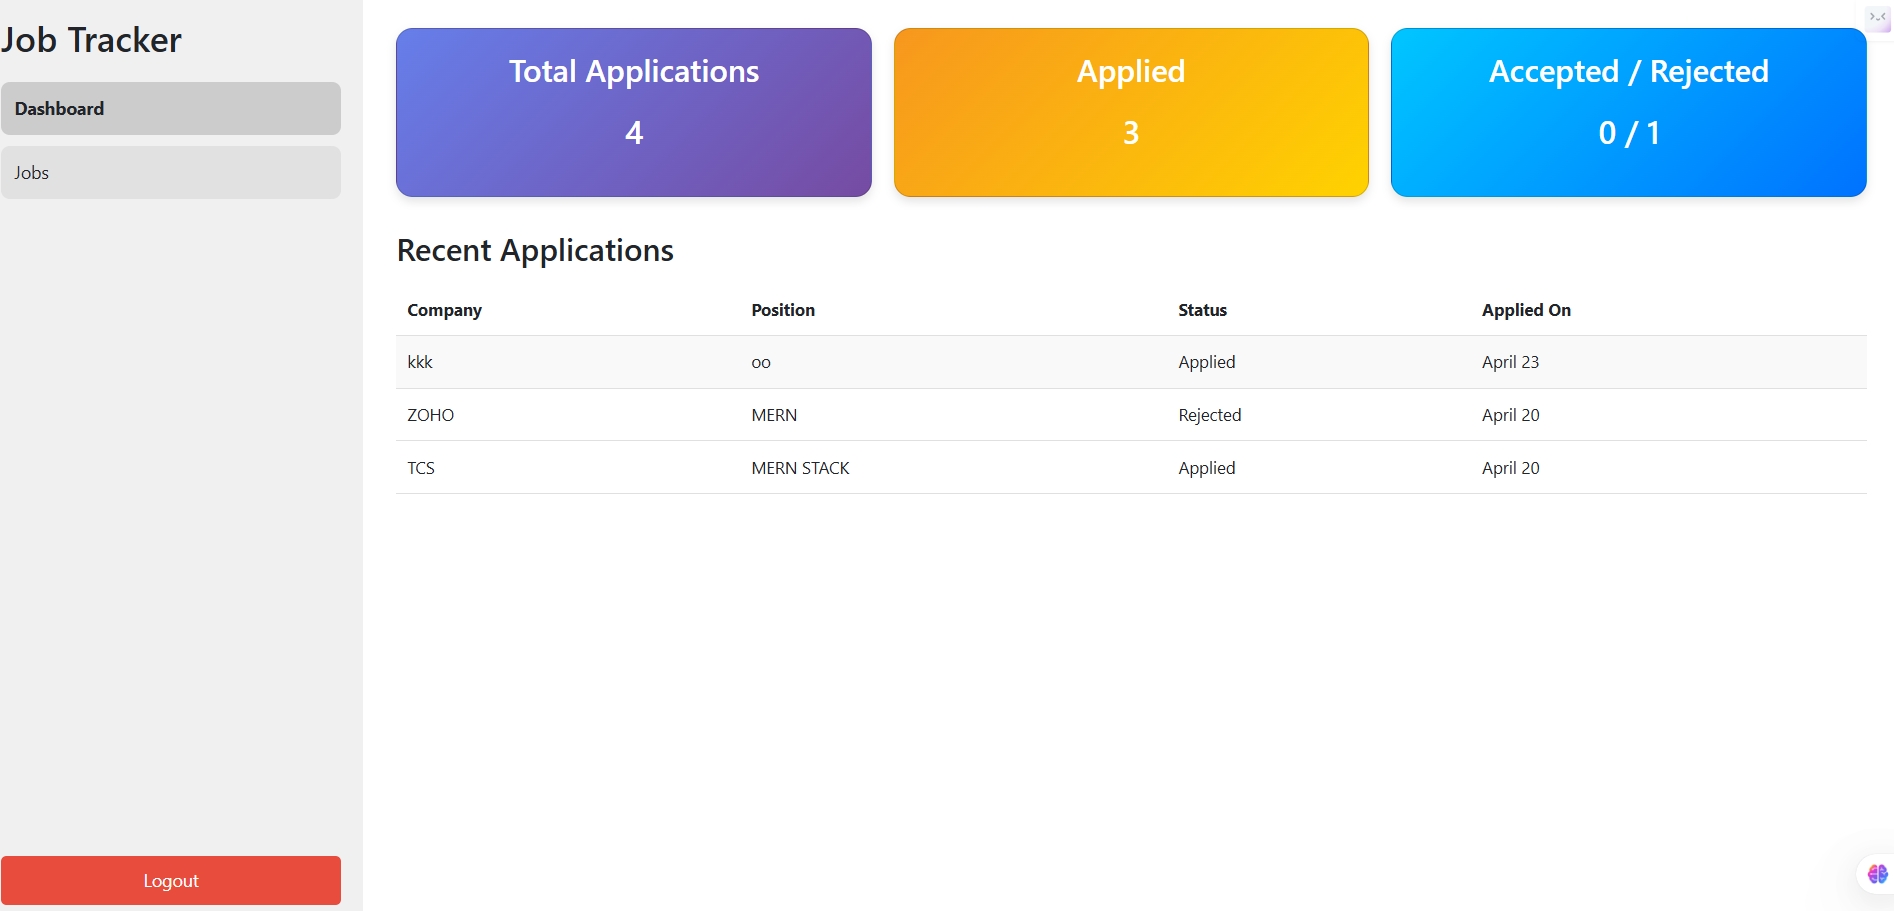 Job Tracker
Dashboard
Jobs
Logout
Total Applications
4
Applied
3
Accepted / Rejected
0 / 1
Recent Applications
Company Position Status Applied On
kkk oo Applied April 23
ZOHO MERN Rejected April 20
TCS MERN STACK Applied April 20